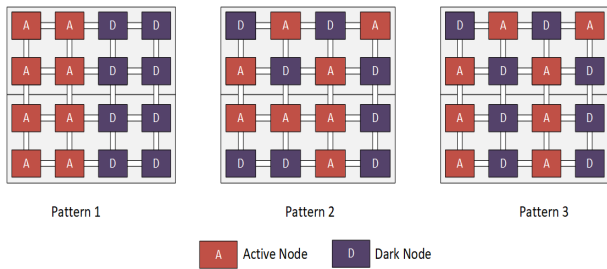 A A D D D A D A D A D A
A A D D A D A D A D A D
A A D D A A A D A D A D
A A D D D D A D A D A D
Pattern 1 Pattern 2 Pattern 3
A Active Node D Dark Node